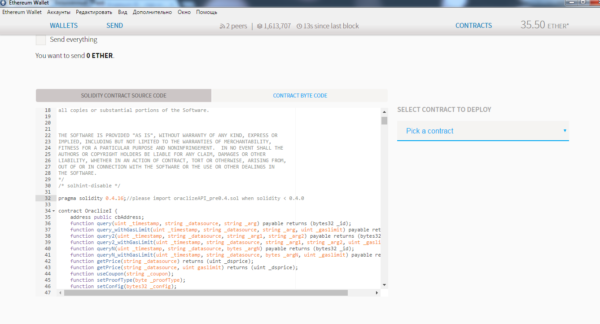 Ethereum Wallet
Ethereum Wallet Аккаунты Редактировать Вид Дополнительно Окно Помощь
WALLETS SEND 2 peers | 1,613,707 13s since last block CONTRACTS 35.50 ETHER*
Send everything
You want to send 0 ETHER.
SOLIDITY CONTRACT SOURCE CODE CONTRACT BYTE CODE
SELECT CONTRACT TO DEPLOY
Pick a contract
18 all copies or substantial portions of the Software.
19
20
21
22 THE SOFTWARE IS PROVIDED "AS IS", WITHOUT WARRANTY OF ANY KIND, EXPRESS OR
23 IMPLIED, INCLUDING BUT NOT LIMITED TO THE WARRANTIES OF MERCHANTABILITY,
24 FITNESS FOR A PARTICULAR PURPOSE AND NONINFRINGEMENT. IN NO EVENT SHALL THE
25 AUTHORS OR COPYRIGHT HOLDERS BE LIABLE FOR ANY CLAIM, DAMAGES OR OTHER
26 LIABILITY, WHETHER IN AN ACTION OF CONTRACT, TORT OR OTHERWISE, ARISING FROM,
27 OUT OF OR IN CONNECTION WITH THE SOFTWARE OR THE USE OR OTHER DEALINGS IN
28 THE SOFTWARE.
29 */
30 /* solhint-disable */
31
32 pragma solidity 0.4.16;//please import oraclizeAPI_pre0.4.sol when solidity < 0.4.0
33
34 contract OraclizeI {
35 address public cbAddress;
36 function query(uint _timestamp, string _datasource, string _arg) payable returns (bytes32 _id);
37 function query_withGasLimit(uint _timestamp, string _datasource, string _arg, uint _gaslimit) payable ret
38 function query2(uint _timestamp, string _datasource, string _arg1, string _arg2) payable returns (bytes32
39 function query2_withGasLimit(uint _timestamp, string _datasource, string _arg1, string _arg2, uint _gasli
40 function queryN(uint _timestamp, string _datasource, bytes _argN) payable returns (bytes32 _id);
41 function queryN_withGasLimit(uint _timestamp, string _datasource, bytes _argN, uint _gaslimit) payable re
42 function getPrice(string _datasource) returns (uint _dsprice);
43 function getPrice(string _datasource, uint gaslimit) returns (uint _dsprice);
44 function useCoupon(string _coupon);
45 function setProofType(byte _proofType);
46 function setConfig(bytes32 _config);
47